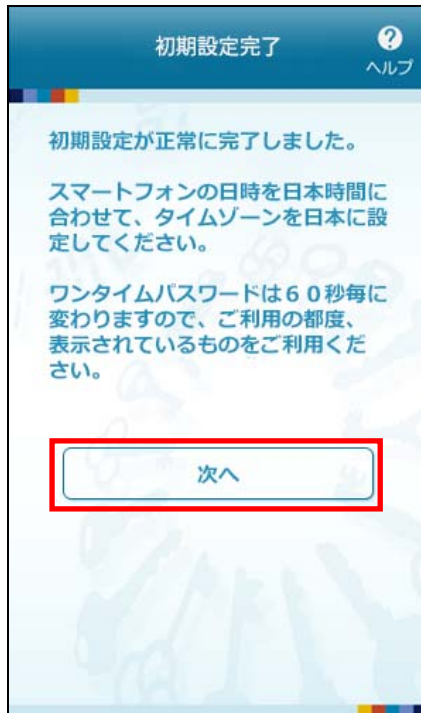 初期設定完了
?
ヘルプ
初期設定が正常に完了しました。
スマートフォンの日時を日本時間に
合わせて、タイムゾーンを日本に設
定してください。
ワンタイムパスワードは６０秒毎に
変わりますので、ご利用の都度、
表示されているものをご利用くだ
さい。
次へ